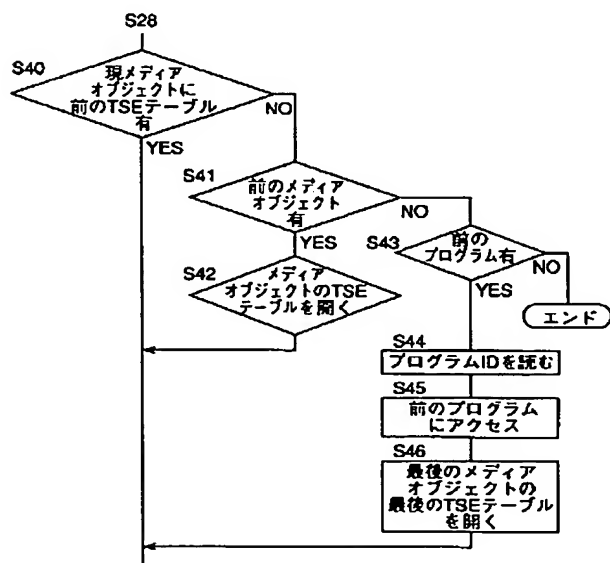 S28
S40
現メディア
オブジェクトに
前のTSEテーブル
有
NO
YES
S41
前のメディア
オブジェクト
有
NO
YES
S42
メディア
オブジェクトのTSE
テーブルを開く
S43
前の
プログラム有
NO
YES
エンド
S44
プログラムIDを読む
S45
前のプログラム
にアクセス
S46
最後のメディア
オブジェクトの
最後のTSEテーブル
を開く